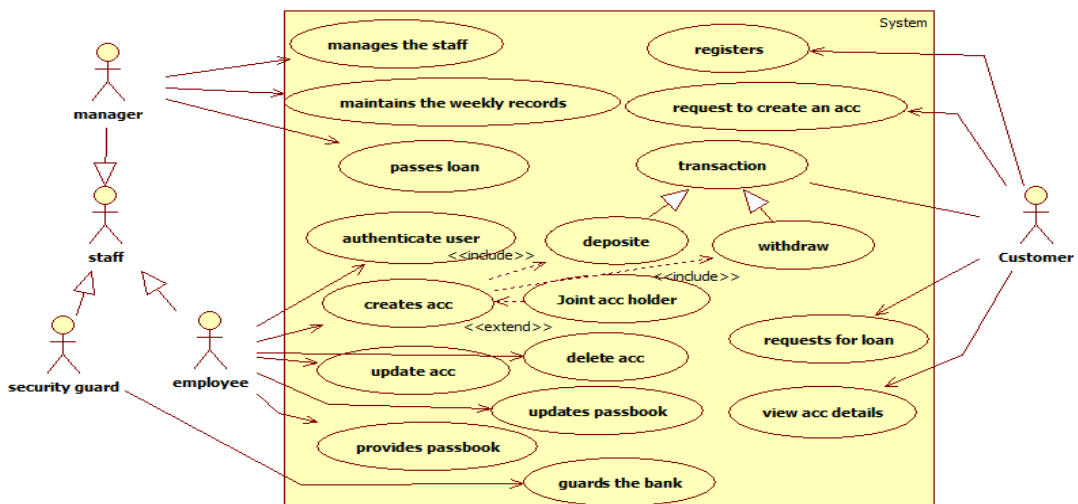 System
manages the staff
registers
manager
maintains the weekly records
request to create an acc
passes loan
transaction
staff
authenticate user
deposite
withdraw
Customer
<<include>>
<<include>>
creates acc
Joint acc holder
<<extend>>
requests for loan
security guard
employee
update acc
delete acc
updates passbook
view acc details
provides passbook
guards the bank